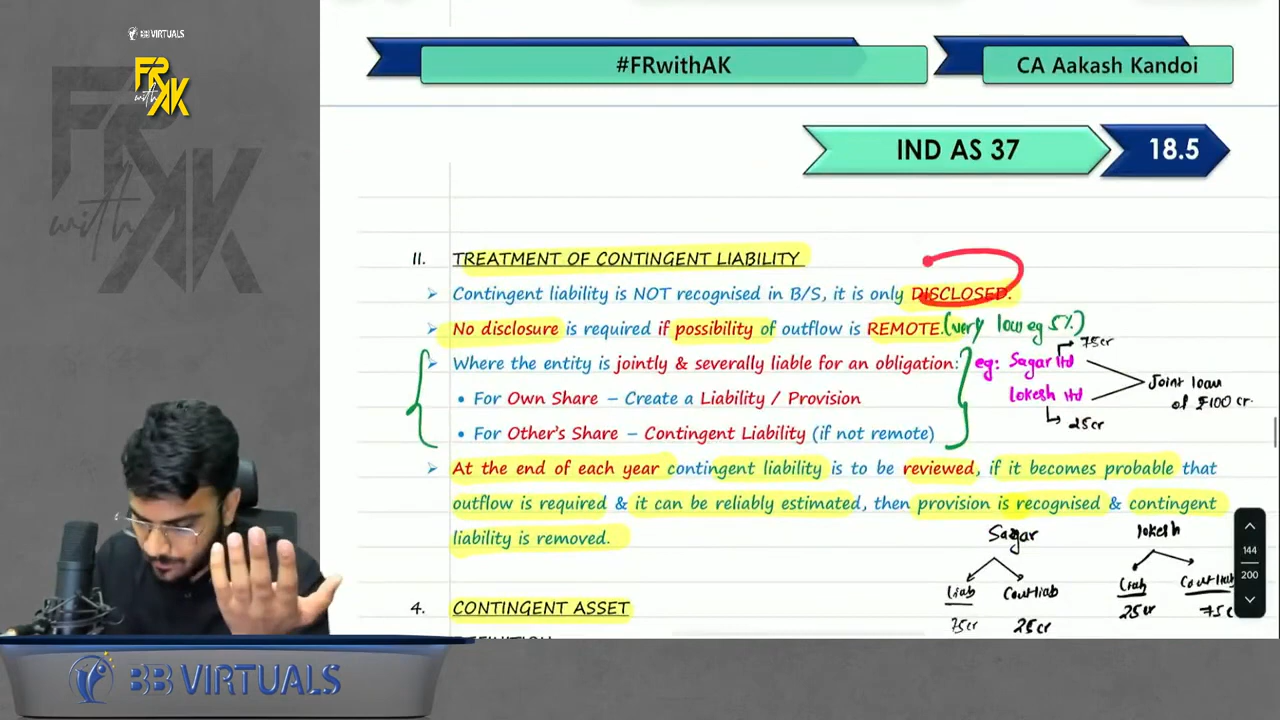 BB VIRTUALS
FR
with
AK
FR
with
AK
#FRwithAK
CA Aakash Kandoi
IND AS 37
18.5
II. TREATMENT OF CONTINGENT LIABILITY
➢ Contingent liability is NOT recognised in B/S, it is only DISCLOSED.
➢ No disclosure is required if possibility of outflow is REMOTE. (very low eg 5%)
➢ Where the entity is jointly & severally liable for an obligation:
• For Own Share – Create a Liability / Provision
• For Other's Share – Contingent Liability (if not remote)
eg: Sagar ltd
75cr
Lokesh ltd
25cr
Joint loan
of ₹100 cr.
➢ At the end of each year contingent liability is to be reviewed, if it becomes probable that
outflow is required & it can be reliably estimated, then provision is recognised & contingent
liability is removed.
Sagar
Liab Cont liab
75cr 25cr
Lokesh
Liab Cont liab
25cr 75c
4. CONTINGENT ASSET
144
200
BB VIRTUALS